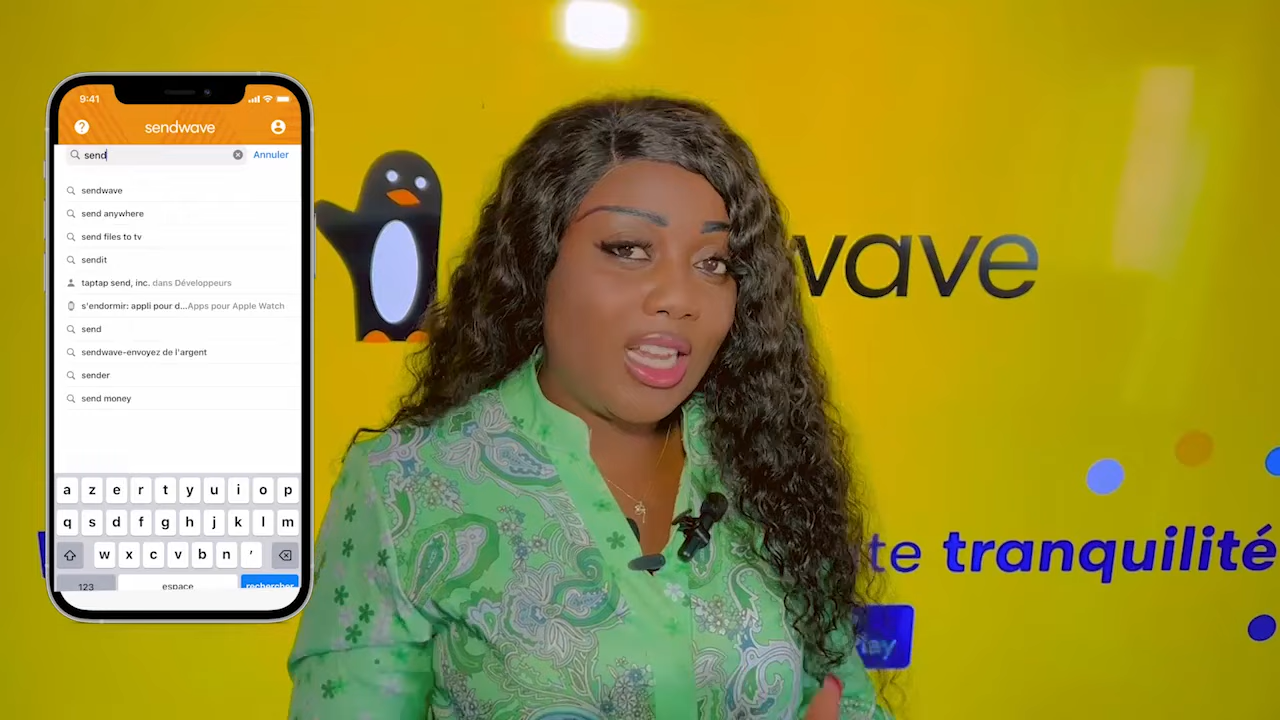 9:41
sendwave
send
Annuler
sendwave
send anywhere
send files to tv
sendit
taptap send, inc. dans Développeurs
s'endormir: appli pour d...Apps pour Apple Watch
send
sendwave-envoyez de l'argent
sender
send money
a z e r t y u i o p
q s d f g h j k l m
w x c v b n ’
123 espace rechercher
wave
te tranquilité